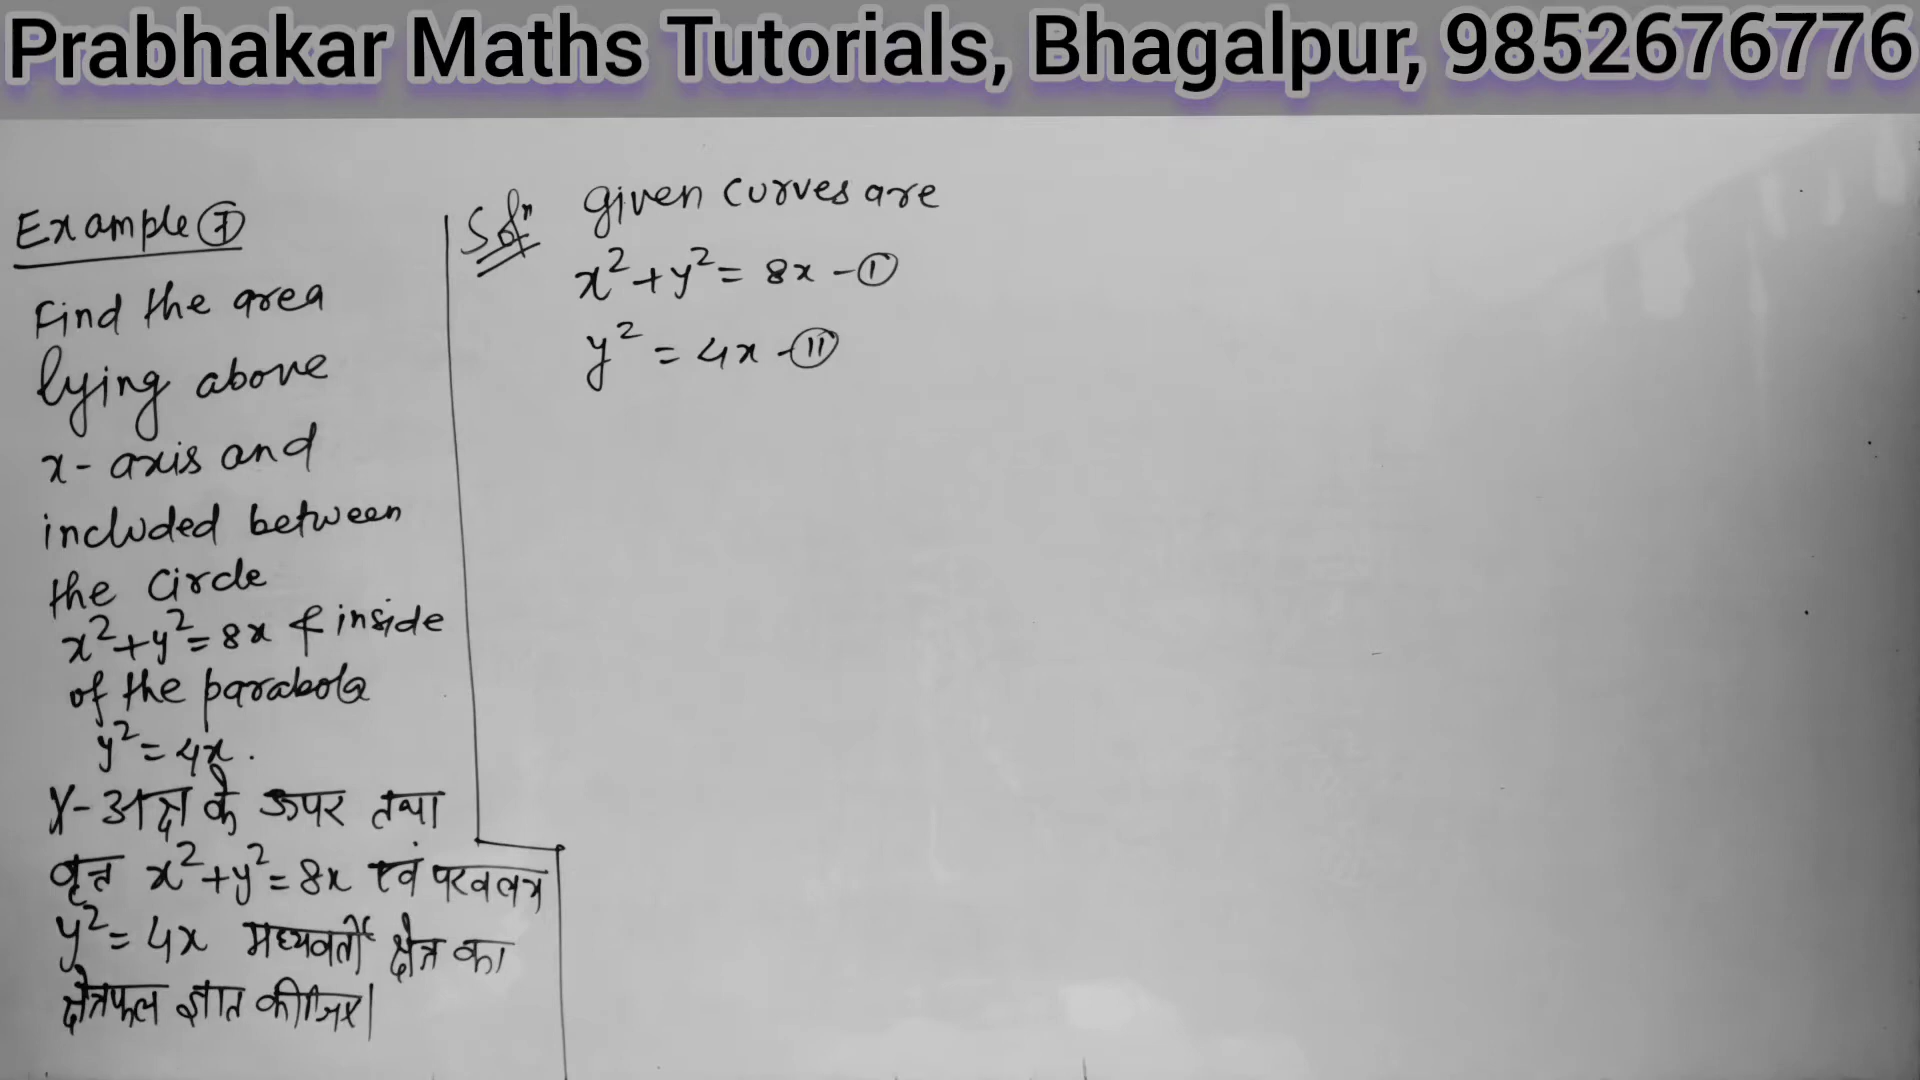 Prabhakar Maths Tutorials, Bhagalpur, 9852676776
Example 7
Find the area
lying above
x-axis and
included between
the circle
x²+y²=8x & inside
of the parabola
y²=4x.
X-अक्ष के ऊपर तथा
वृत्त x²+y²=8x एवं परवलय
y²=4x मध्यवर्ती क्षेत्र का
क्षेत्रफल ज्ञात कीजिए।
Solⁿ given curves are
x²+y²=8x -①
y²=4x -⑪